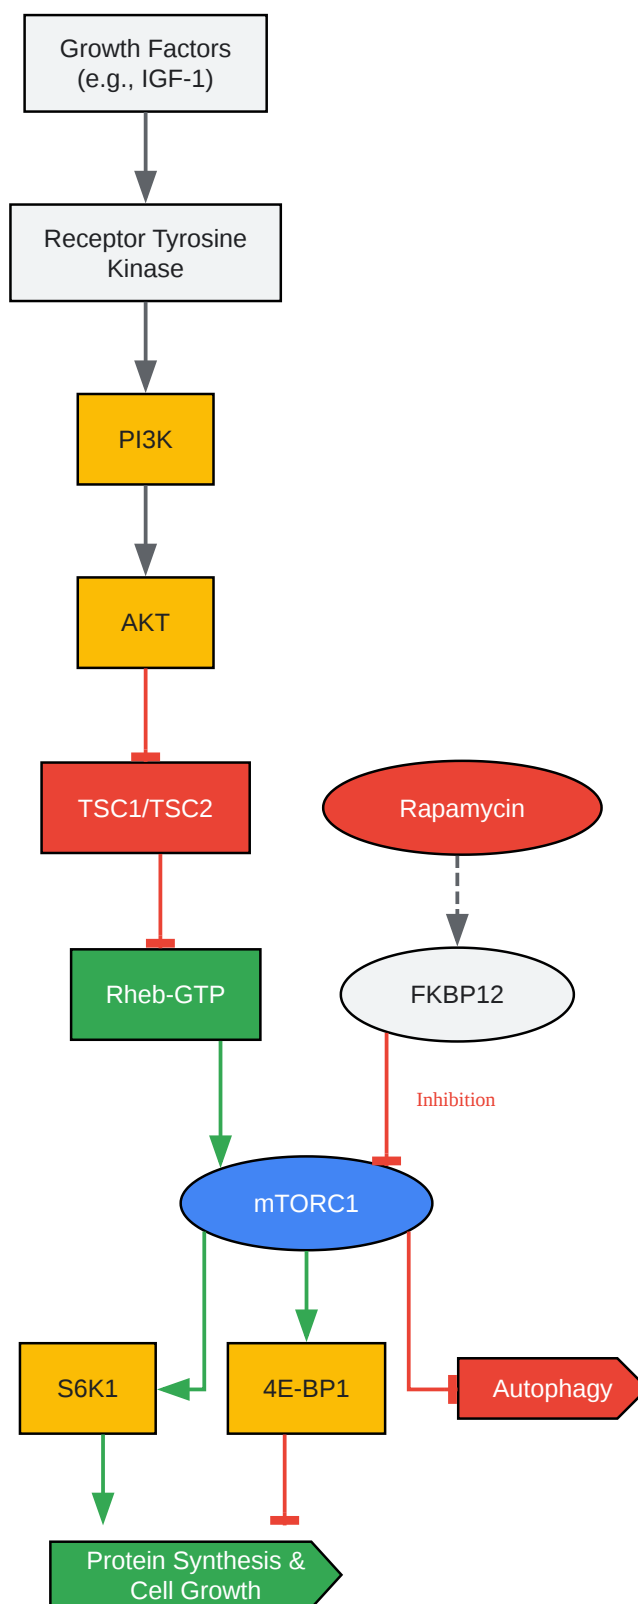 Growth Factors
(e.g., IGF-1)
Receptor Tyrosine
Kinase
PI3K
AKT
TSC1/TSC2
Rapamycin
Rheb-GTP
FKBP12
Inhibition
mTORC1
S6K1
4E-BP1
Autophagy
Protein Synthesis &
Cell Growth